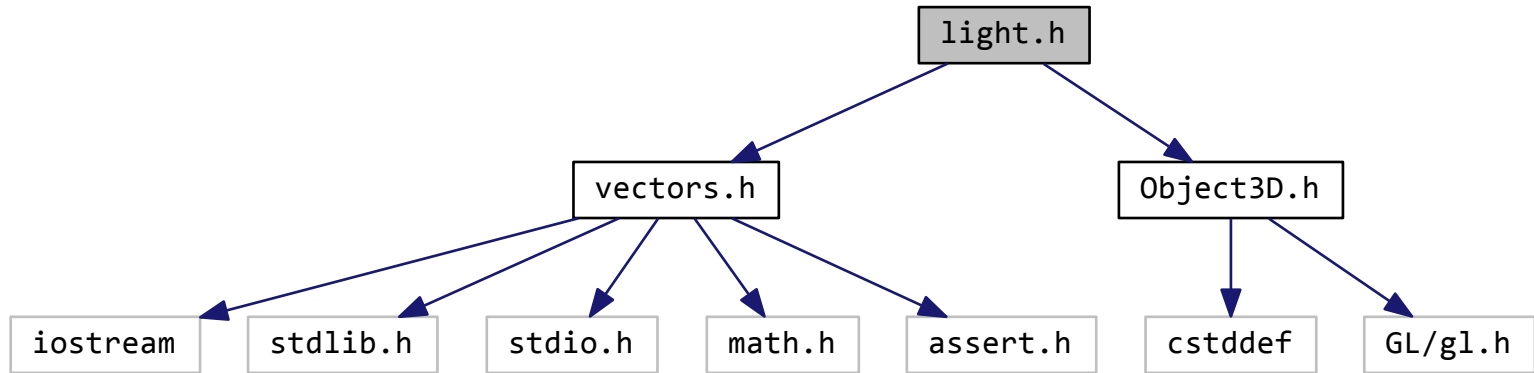 light.h
vectors.h
Object3D.h
iostream
stdlib.h
stdio.h
math.h
assert.h
cstddef
GL/gl.h